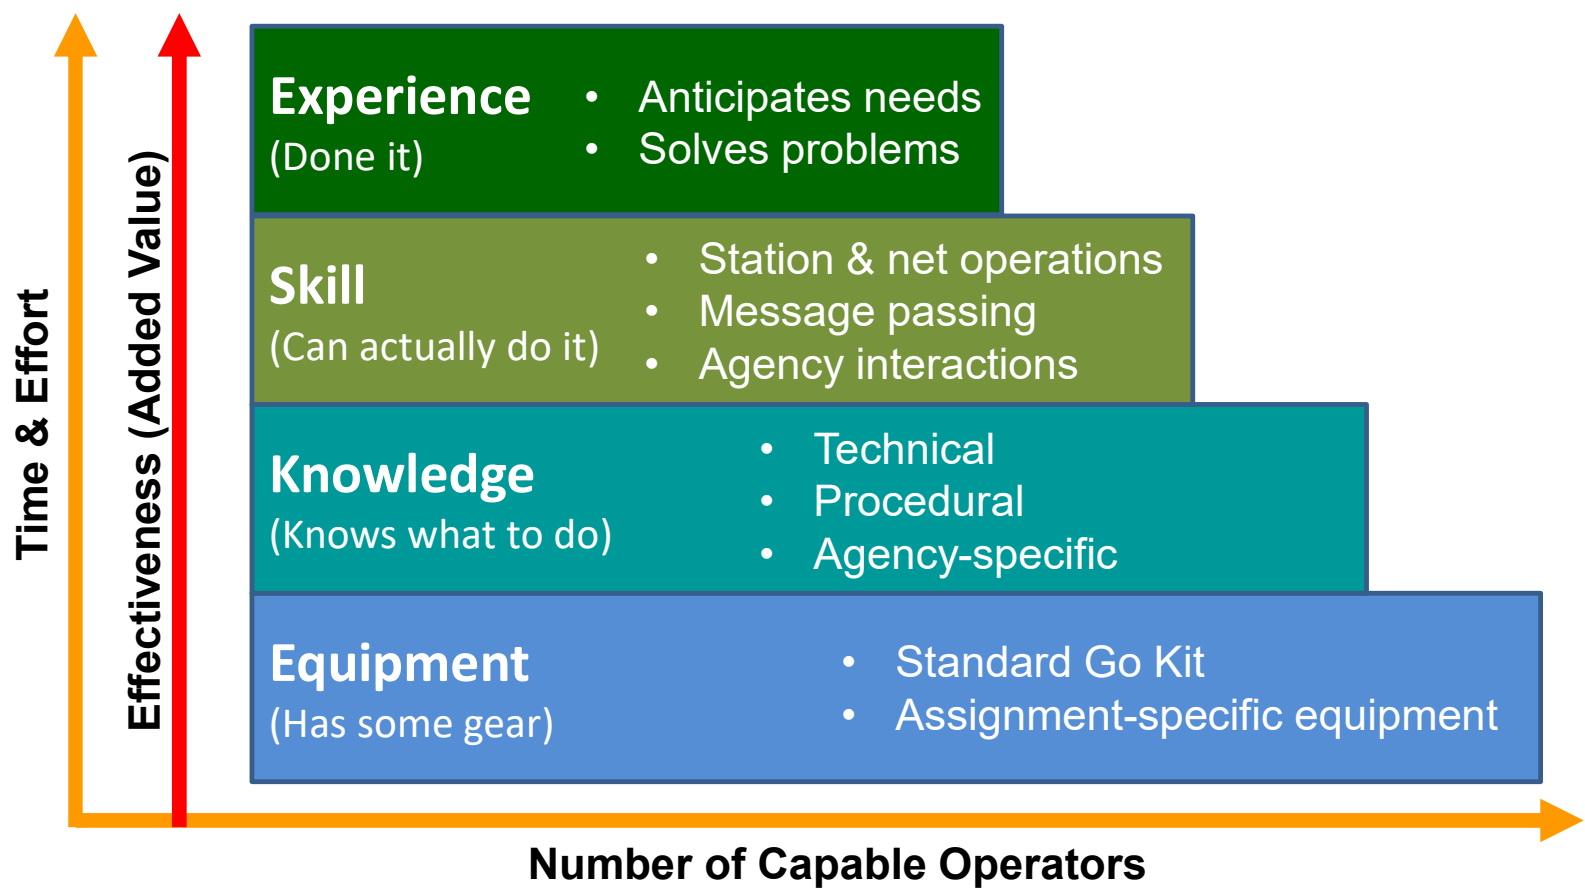 Time & Effort
Effectiveness (Added Value)
Experience
(Done it)
• Anticipates needs
• Solves problems
Skill
(Can actually do it)
• Station & net operations
• Message passing
• Agency interactions
Knowledge
(Knows what to do)
• Technical
• Procedural
• Agency-specific
Equipment
(Has some gear)
• Standard Go Kit
• Assignment-specific equipment
Number of Capable Operators